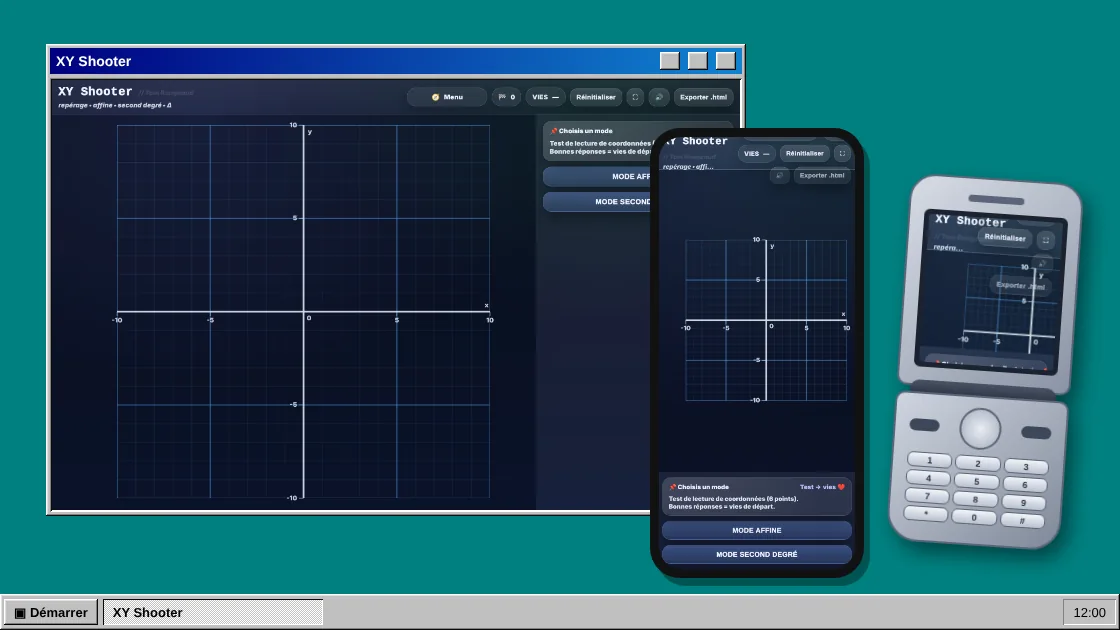 XY Shooter
XY Shooter
repérage • affine • second degré • Δ
🧭 Menu
🏁 0
VIES —
Réinitialiser
Exporter .html
10
y
5
x
-10
-5
0
5
10
-5
-10
📌 Choisis un mode
Test de lecture de coordonnées (
Bonnes réponses = vies de dép
MODE AFF
MODE SECOND
XY Shooter
repérage • affi...
VIES —
Réinitialiser
Exporter .html
10
y
5
x
-10
-5
0
5
10
-5
-10
📌 Choisis un mode
Test → vies ❤️
Test de lecture de coordonnées (6 points).
Bonnes réponses = vies de départ.
MODE AFFINE
MODE SECOND DEGRÉ
XY Shooter
Réinitialiser
repéra...
10
y
Exporter .html
5
-10
-5
0
1
2
3
4
5
6
7
8
9
*
0
#
▣ Démarrer
XY Shooter
12:00